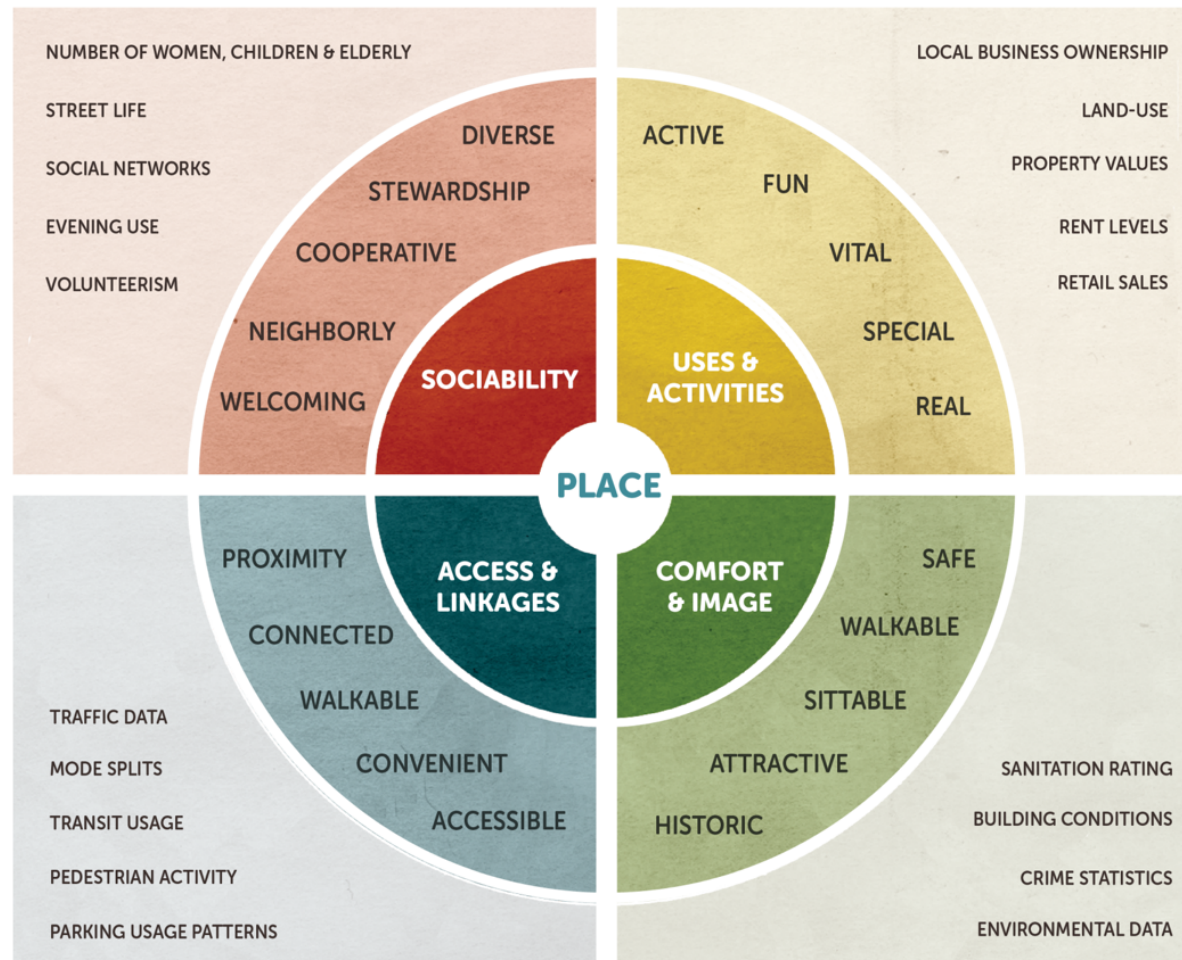 NUMBER OF WOMEN, CHILDREN & ELDERLY
STREET LIFE
SOCIAL NETWORKS
EVENING USE
VOLUNTEERISM
DIVERSE
STEWARDSHIP
COOPERATIVE
NEIGHBORLY
WELCOMING
SOCIABILITY
LOCAL BUSINESS OWNERSHIP
LAND-USE
PROPERTY VALUES
RENT LEVELS
RETAIL SALES
ACTIVE
FUN
VITAL
SPECIAL
REAL
USES &
ACTIVITIES
PLACE
ACCESS &
LINKAGES
PROXIMITY
CONNECTED
WALKABLE
CONVENIENT
ACCESSIBLE
TRAFFIC DATA
MODE SPLITS
TRANSIT USAGE
PEDESTRIAN ACTIVITY
PARKING USAGE PATTERNS
COMFORT
& IMAGE
SAFE
WALKABLE
SITTABLE
ATTRACTIVE
HISTORIC
SANITATION RATING
BUILDING CONDITIONS
CRIME STATISTICS
ENVIRONMENTAL DATA